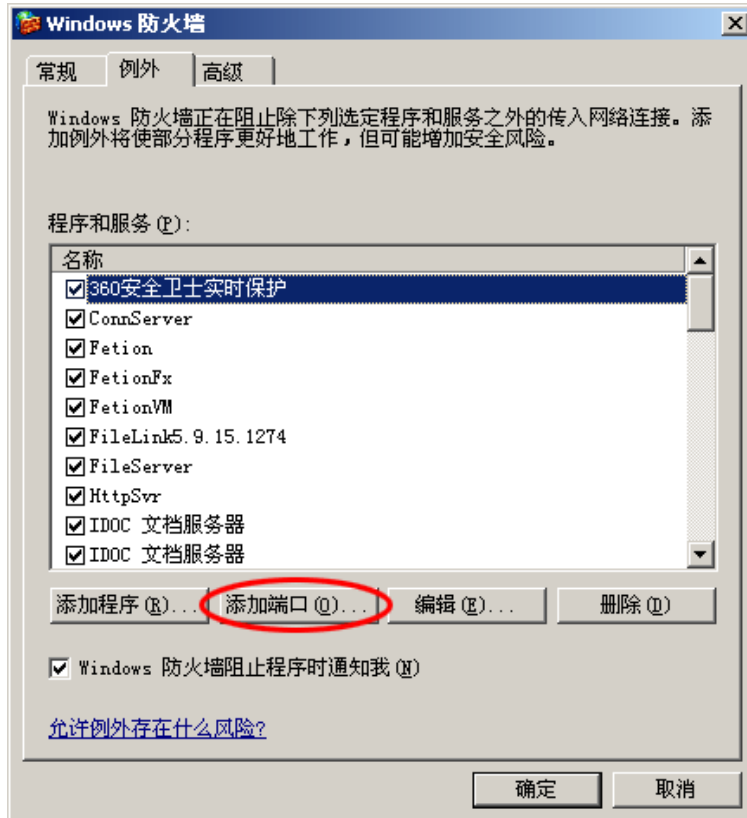 Windows 防火墙
常规 例外 高级
Windows 防火墙正在阻止除下列选定程序和服务之外的传入网络连接。添
加例外将使部分程序更好地工作，但可能增加安全风险。
程序和服务(P):
名称
360安全卫士实时保护
ConnServer
Fetion
FetionFx
FetionVM
FileLink5.9.15.1274
FileServer
HttpSvr
IDOC 文档服务器
IDOC 文档服务器
添加程序(R)... 添加端口(O)... 编辑(E)... 删除(D)
Windows 防火墙阻止程序时通知我(N)
允许例外存在什么风险?
确定 取消